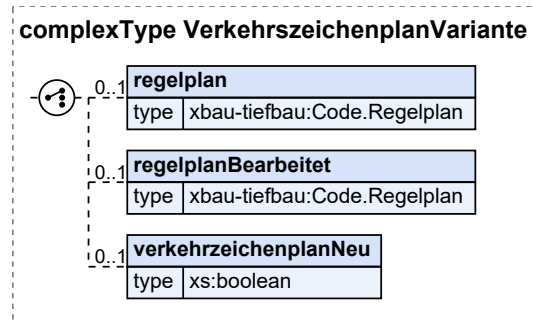 complexType VerkehrszeichenplanVariante
0..1 regelplan
type xbau-tiefbau:Code.Regelplan
0..1 regelplanBearbeitet
type xbau-tiefbau:Code.Regelplan
0..1 verkehrzeichenplanNeu
type xs:boolean